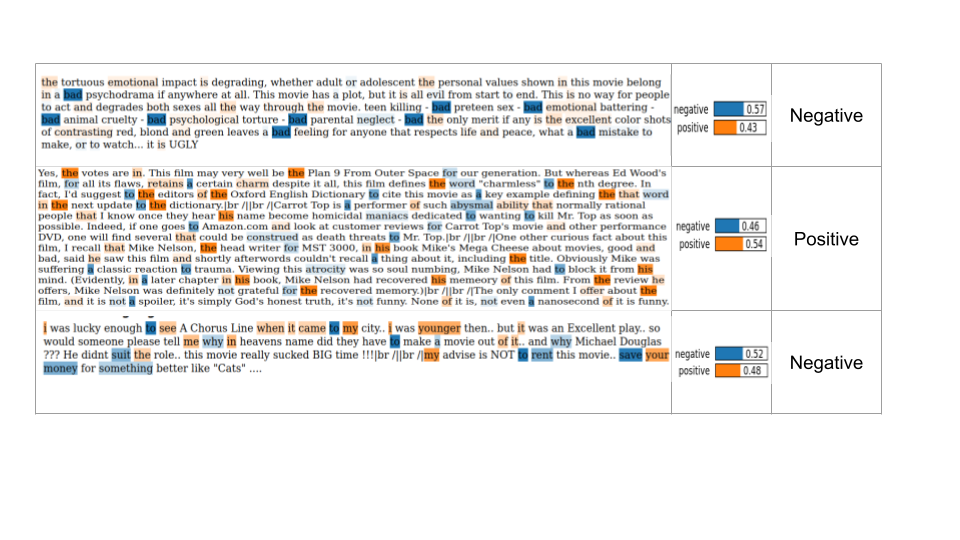 the tortuous emotional impact is degrading, whether adult or adolescent the personal values shown in this movie belong
in a bad psychodrama if anywhere at all. This movie has a plot, but it is all evil from start to end. This is no way for people
to act and degrades both sexes all the way through the movie. teen killing - bad preteen sex - bad emotional battering -
bad animal cruelty - bad psychological torture - bad parental neglect - bad the only merit if any is the excellent color shots
of contrasting red, blond and green leaves a bad feeling for anyone that respects life and peace, what a bad mistake to
make, or to watch... it is UGLY
negative 0.57
positive 0.43
Negative
Yes, the votes are in. This film may very well be the Plan 9 From Outer Space for our generation. But whereas Ed Wood's
film, for all its flaws, retains a certain charm despite it all, this film defines the word "charmless" to the nth degree. In
fact, I'd suggest to the editors of the Oxford English Dictionary to cite this movie as a key example defining the that word
in the next update to the dictionary.|br /||br /|Carrot Top is a performer of such abysmal ability that normally rational
people that I know once they hear his name become homicidal maniacs dedicated to wanting to kill Mr. Top as soon as
possible. Indeed, if one goes to Amazon.com and look at customer reviews for Carrot Top's movie and other performance
DVD, one will find several that could be construed as death threats to Mr. Top.|br /||br /|One other curious fact about this
film, I recall that Mike Nelson, the head writer for MST 3000, in his book Mike's Mega Cheese about movies, good and
bad, said he saw this film and shortly afterwords couldn't recall a thing about it, including the title. Obviously Mike was
suffering a classic reaction to trauma. Viewing this atrocity was so soul numbing, Mike Nelson had to block it from his
mind. (Evidently, in a later chapter in his book, Mike Nelson had recovered his memeory of this film. From the review he
offers, Mike Nelson was definitely not grateful for the recovered memory.)|br /||br /|The only comment I offer about the
film, and it is not a spoiler, it's simply God's honest truth, it's not funny. None of it is, not even a nanosecond of it is funny.
negative 0.46
positive 0.54
Positive
i was lucky enough to see A Chorus Line when it came to my city.. i was younger then.. but it was an Excellent play.. so
would someone please tell me why in heavens name did they have to make a movie out of it.. and why Michael Douglas
??? He didnt suit the role.. this movie really sucked BIG time !!!|br /||br /|my advise is NOT to rent this movie.. save your
money for something better like "Cats" ....
negative 0.52
positive 0.48
Negative